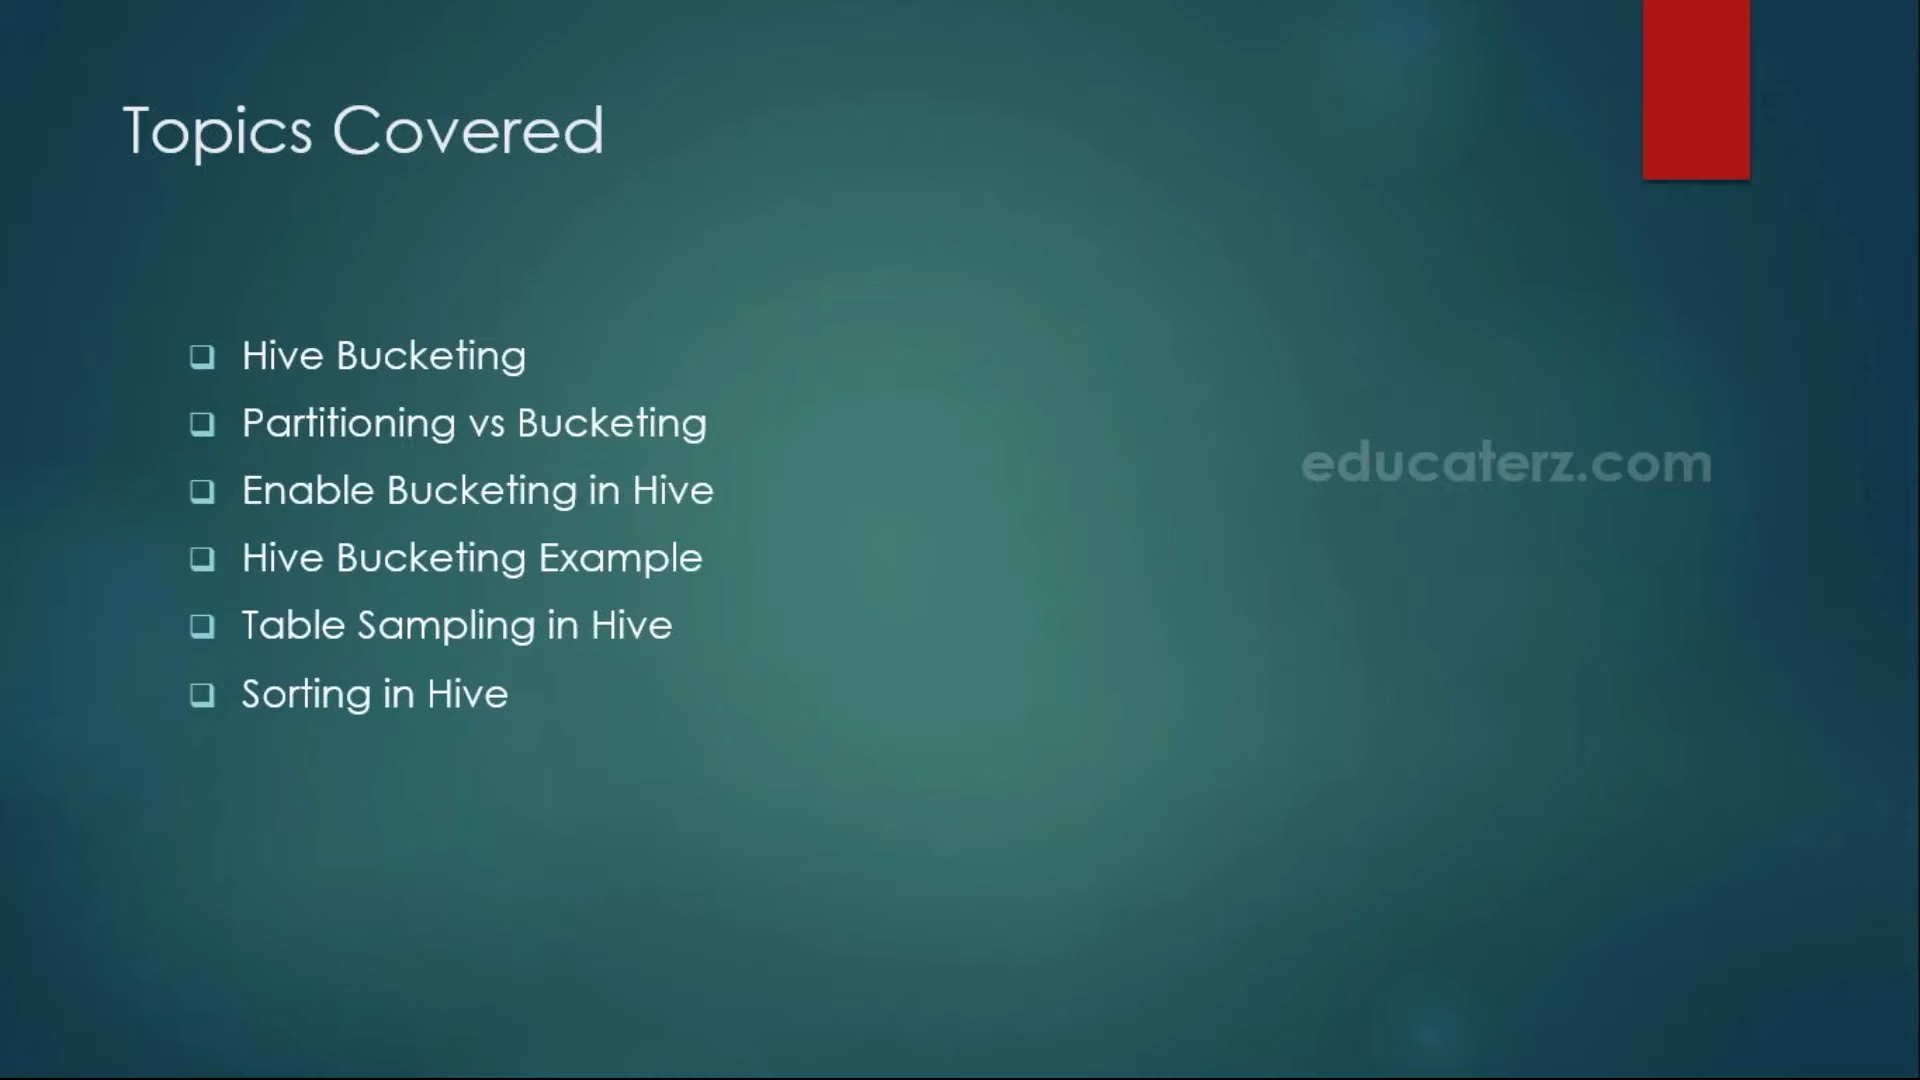 Topics Covered
Hive Bucketing
Partitioning vs Bucketing
educaterz.com
Enable Bucketing in Hive
Hive Bucketing Example
Table Sampling in Hive
Sorting in Hive